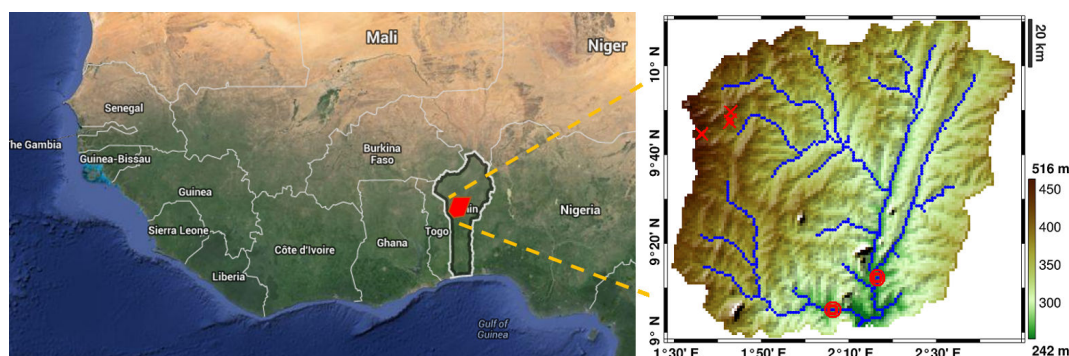 Mali
Niger
Senegal
he Gambia
Guinea-Bissau
Burkina
Faso
Guinea
nin
Nigeria
Togo
Sierra Leone
Côte d'Ivoire
Ghana
Liberia
Gulf of
Guinea
20 km
10° N
9°40' N
9°20' N
9° N
1°30' E
1°50' E
2°10' E
2°30' E
516 m
450
400
350
300
242 m